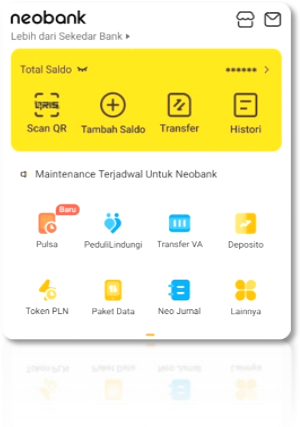 neobank
Lebih dari Sekedar Bank
Total Saldo
******
QRIS
Scan QR Tambah Saldo Transfer Histori
Maintenance Terjadwal Untuk Neobank
Baru
Pulsa PeduliLindungi Transfer VA Deposito
Token PLN Paket Data Neo Jurnal Lainnya